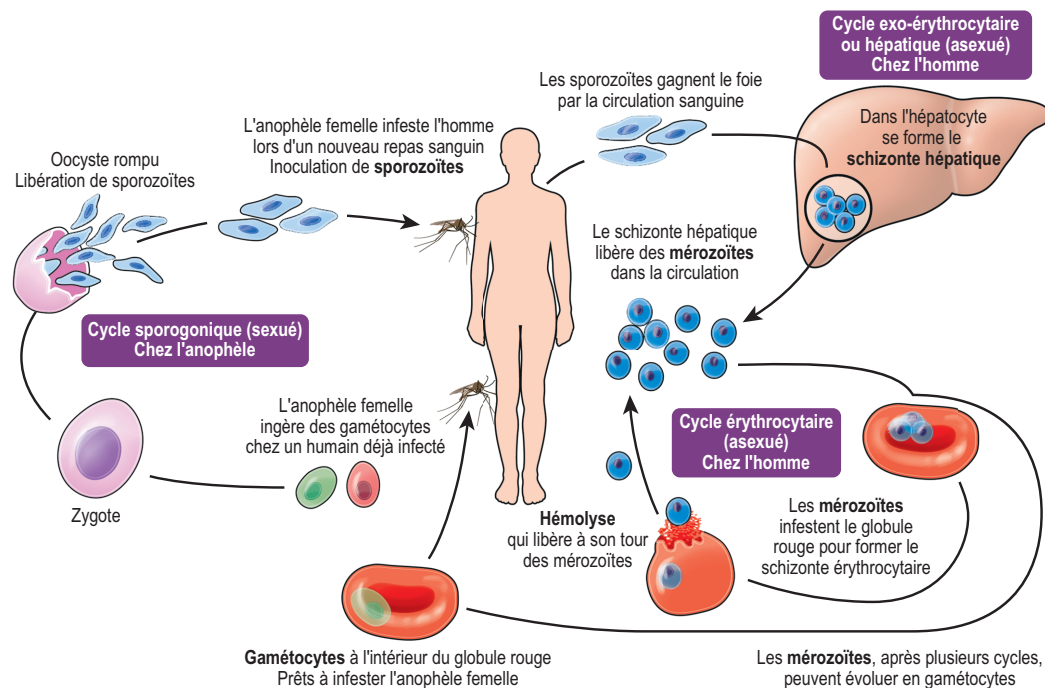 Cycle exo-érythrocytaire
ou hépatique (asexué)
Chez l'homme
Les sporozoïtes gagnent le foie
par la circulation sanguine
Dans l'hépatocyte
se forme le
schizonte hépatique
L'anophèle femelle infeste l'homme
lors d'un nouveau repas sanguin
Inoculation de sporozoïtes
Oocyste rompu
Libération de sporozoïtes
Le schizonte hépatique
libère des mérozoïtes
dans la circulation
Cycle sporogonique (sexué)
Chez l'anophèle
L'anophèle femelle
ingère des gamétocytes
chez un humain déjà infecté
Cycle érythrocytaire
(asexué)
Chez l'homme
Zygote
Hémolyse
qui libère à son tour
des mérozoïtes
Les mérozoïtes
infestent le globule
rouge pour former le
schizonte érythrocytaire
Gamétocytes à l'intérieur du globule rouge
Prêts à infester l'anophèle femelle
Les mérozoïtes, après plusieurs cycles,
peuvent évoluer en gamétocytes